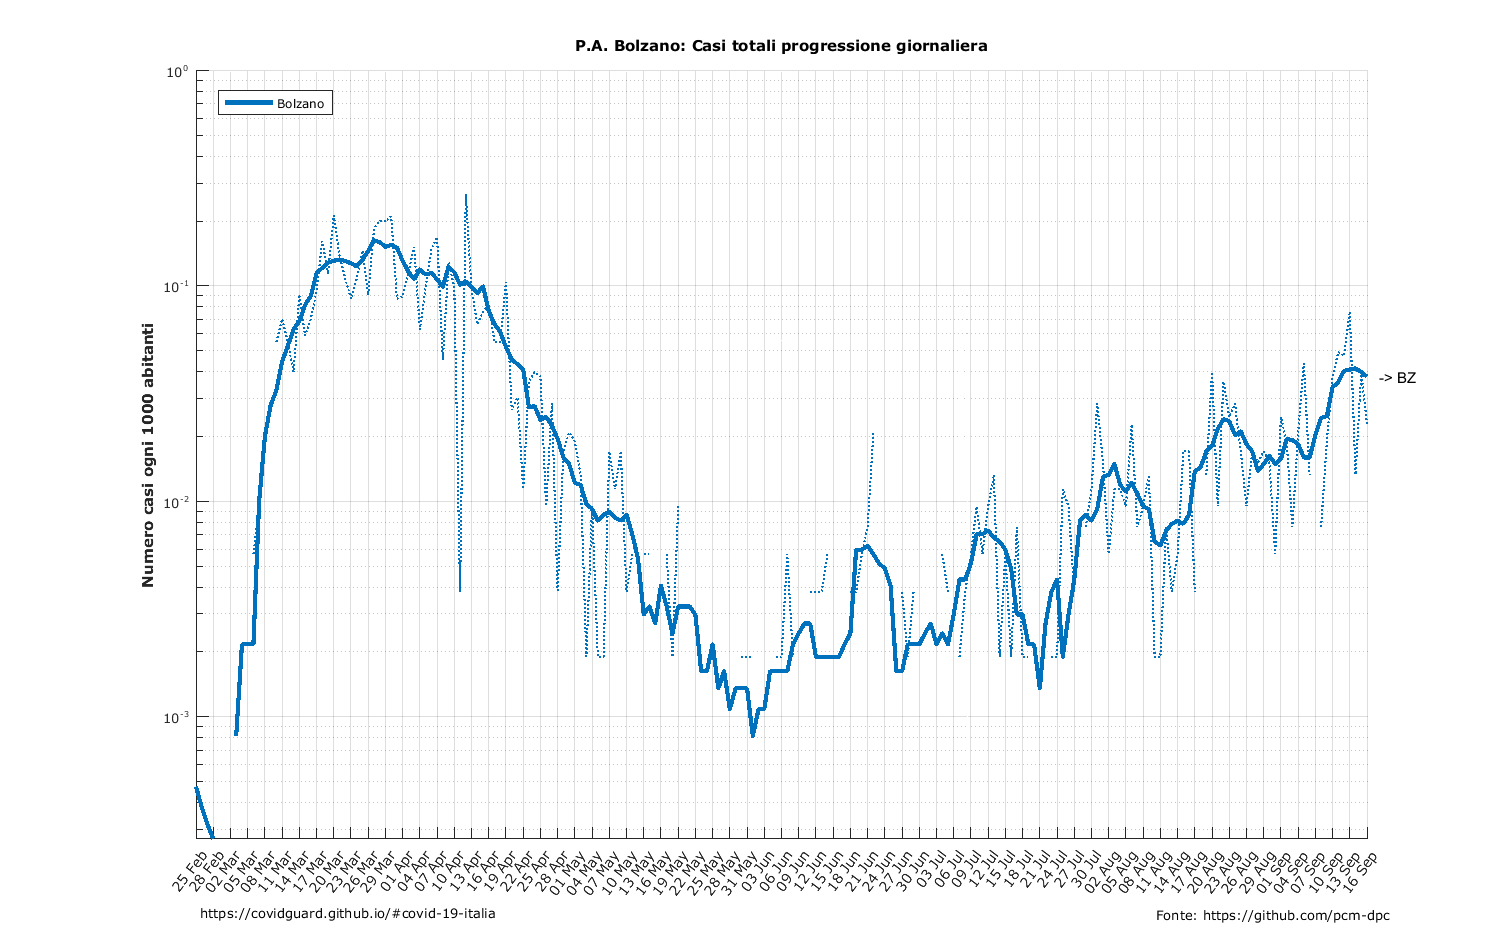 P.A. Bolzano: Casi totali progressione giornaliera
Numero casi ogni 1000 abitanti
10^0
10^-1
10^-2
10^-3
Bolzano
-> BZ
25 Feb
28 Feb
02 Mar
05 Mar
08 Mar
11 Mar
14 Mar
17 Mar
20 Mar
23 Mar
26 Mar
29 Mar
01 Apr
04 Apr
07 Apr
10 Apr
13 Apr
16 Apr
19 Apr
22 Apr
25 Apr
28 Apr
01 May
04 May
07 May
10 May
13 May
16 May
19 May
22 May
25 May
28 May
31 May
03 Jun
06 Jun
09 Jun
12 Jun
15 Jun
18 Jun
21 Jun
24 Jun
27 Jun
30 Jun
03 Jul
06 Jul
09 Jul
12 Jul
15 Jul
18 Jul
21 Jul
24 Jul
27 Jul
30 Jul
02 Aug
05 Aug
08 Aug
11 Aug
14 Aug
17 Aug
20 Aug
23 Aug
26 Aug
29 Aug
01 Sep
04 Sep
07 Sep
10 Sep
13 Sep
16 Sep
https://covidguard.github.io/#covid-19-italia
Fonte: https://github.com/pcm-dpc